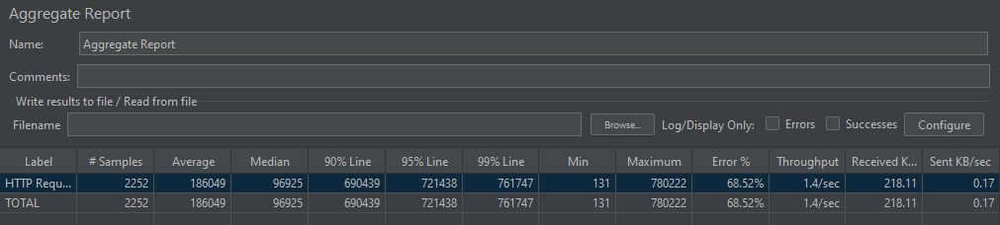 Aggregate Report
Name: Aggregate Report
Comments:
Write results to file / Read from file
Filename Browse... Log/Display Only: Errors Successes Configure
Label # Samples Average Median 90% Line 95% Line 99% Line Min Maximum Error % Throughput Received K... Sent KB/sec
HTTP Requ... 2252 186049 96925 690439 721438 761747 131 780222 68.52% 1.4/sec 218.11 0.17
TOTAL 2252 186049 96925 690439 721438 761747 131 780222 68.52% 1.4/sec 218.11 0.17